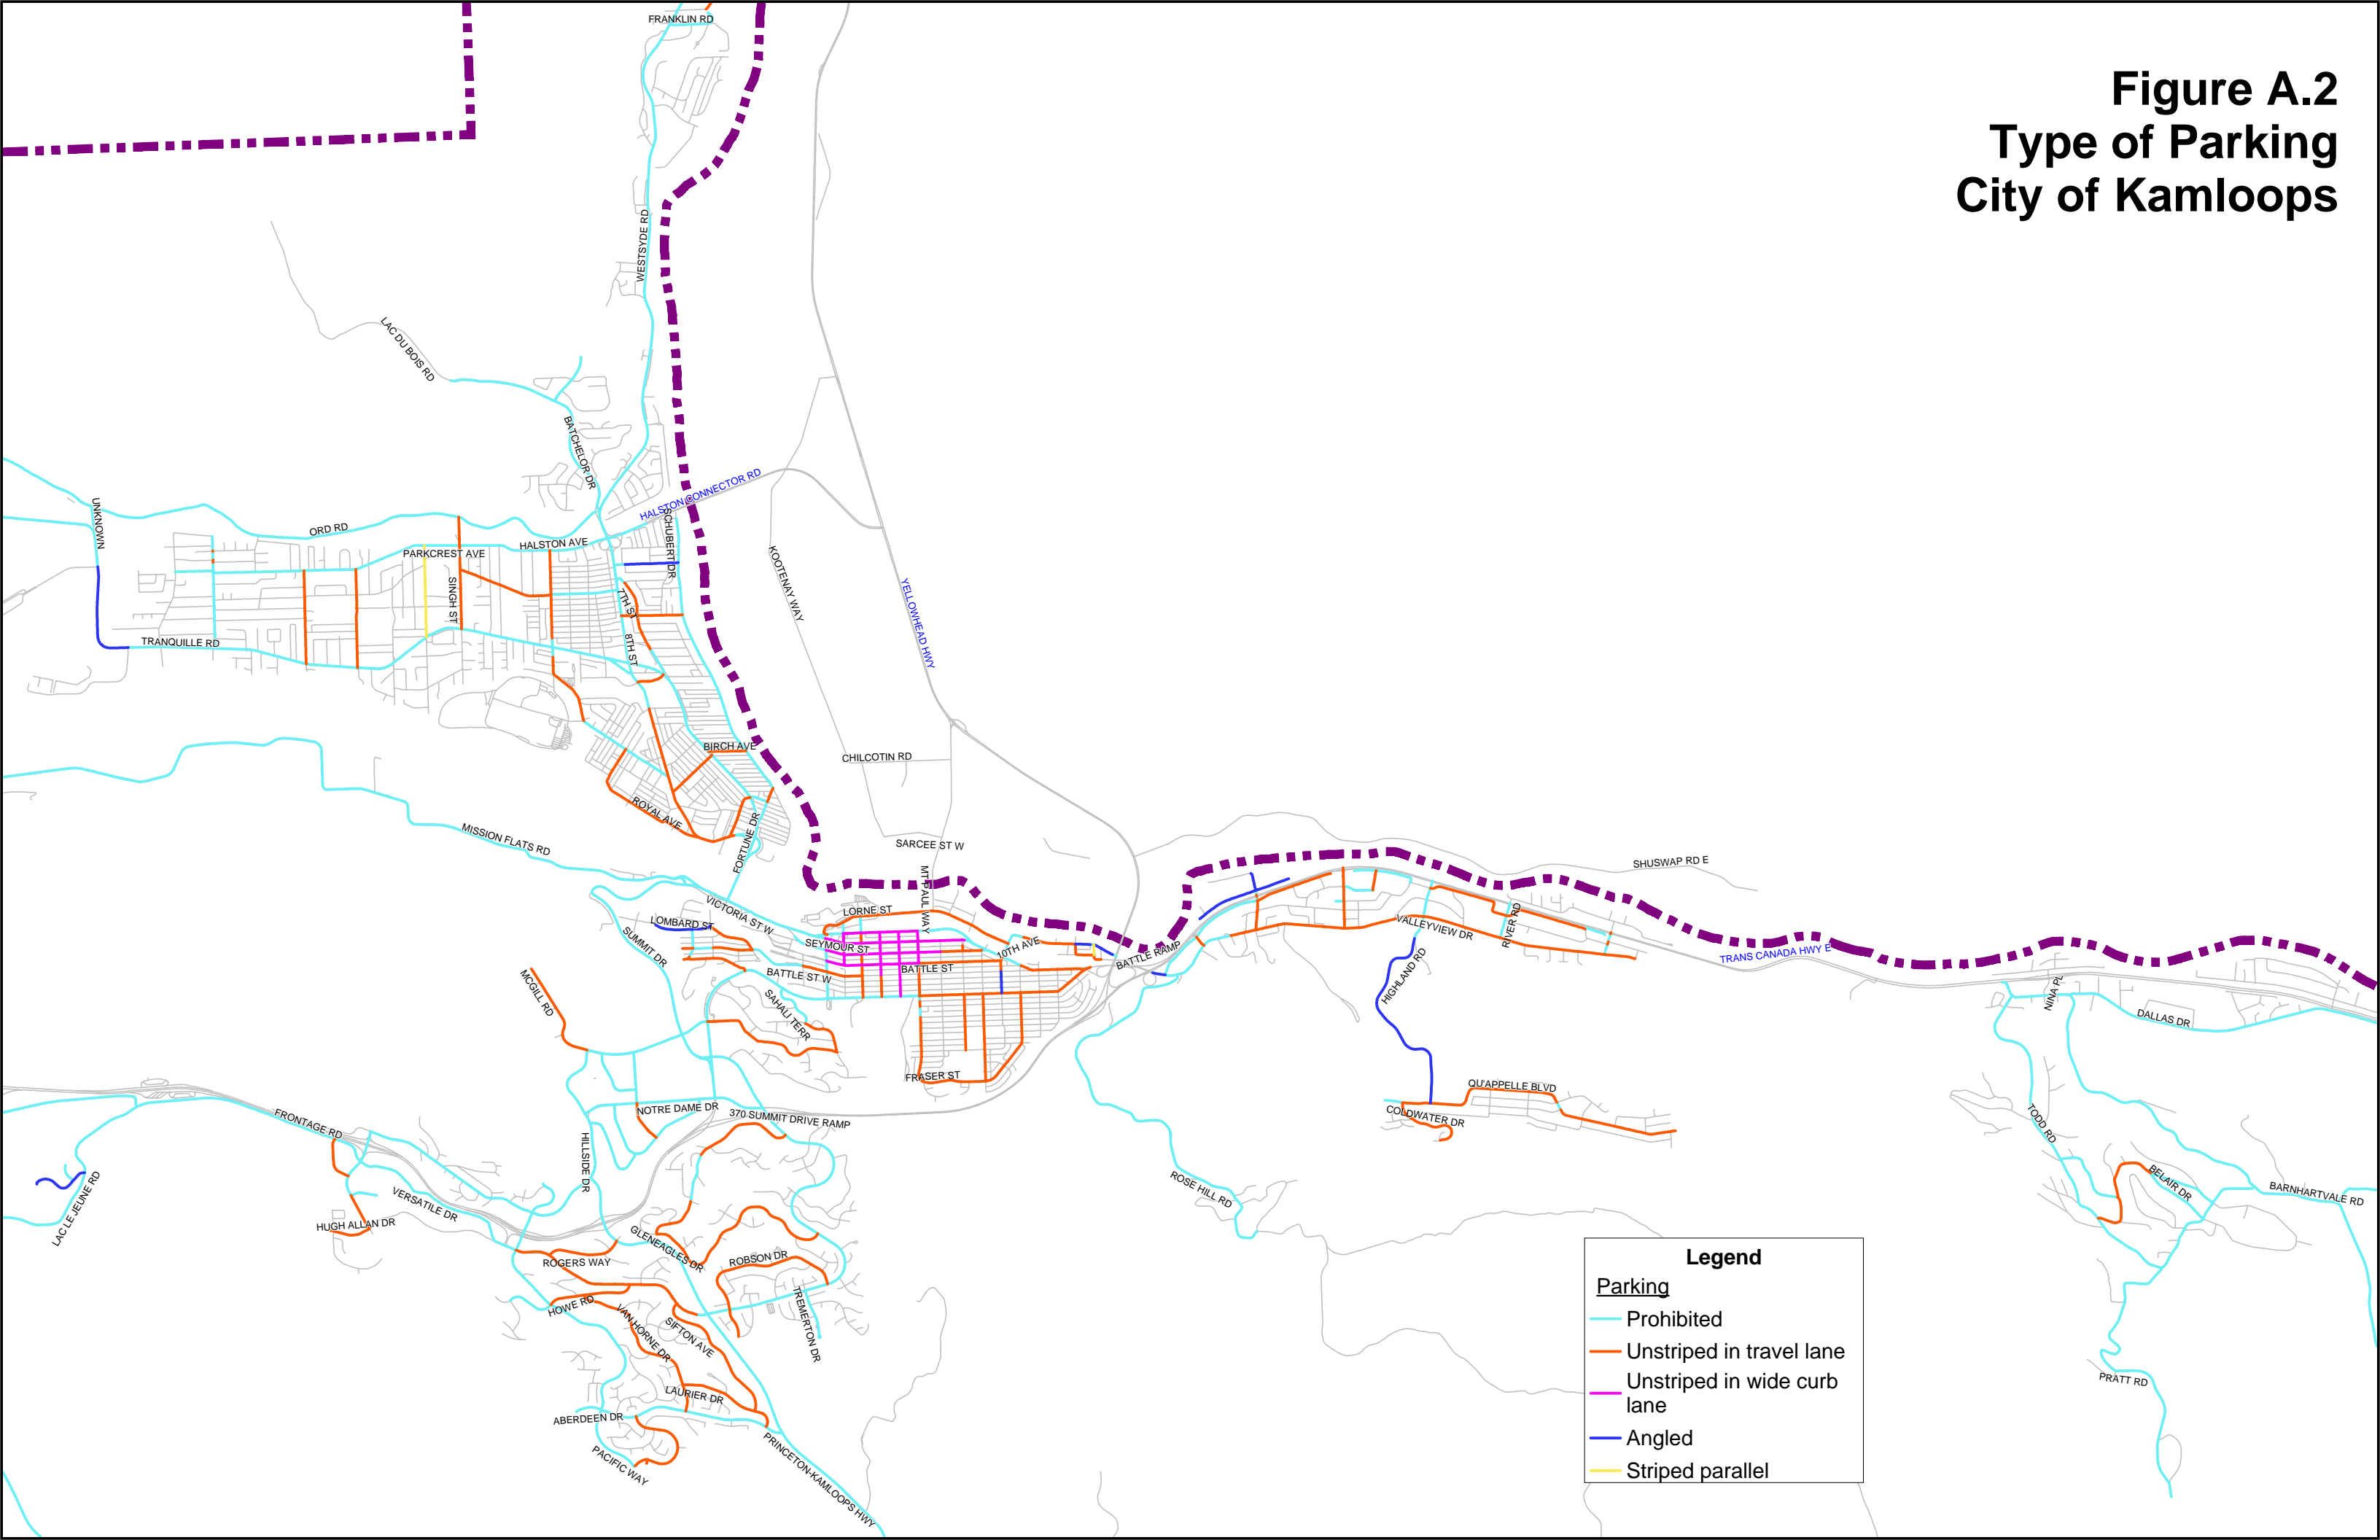 Figure A.2
Type of Parking
City of Kamloops
FRANKLIN RD
WESTSYDE RD
LAC DU BOIS RD
BATCHELOR DR
HALSTON CONNECTOR RD
UNKNOWN
ORD RD
PARKCREST AVE
HALSTON AVE
SCHUBERT DR
SINGH ST
7TH ST
8TH ST
KOOTENAY WAY
YELLOWHEAD HWY
TRANQUILLE RD
BIRCH AVE
CHILCOTIN RD
ROYAL AVE
FORTUNE DR
MISSION FLATS RD
SARCEE ST W
MT PAUL WAY
SHUSWAP RD E
VICTORIA ST W
LORNE ST
LOMBARD ST
SEYMOUR ST
SUMMIT DR
10TH AVE
BATTLE RAMP
VALLEYVIEW DR
RIVER RD
TRANS CANADA HWY E
BATTLE ST W
BATTLE ST
MCGILL RD
SAHALI TERR
HIGHLAND RD
NINA PL
DALLAS DR
FRASER ST
QU'APPELLE BLVD
COLDWATER DR
NOTRE DAME DR
370 SUMMIT DRIVE RAMP
FRONTAGE RD
HILLSIDE DR
TODD RD
BELAIR DR
BARNHARTVALE RD
ROSE HILL RD
LAC LE JEUNE RD
VERSATILE DR
HUGH ALLAN DR
GLENEAGLES DR
ROGERS WAY
ROBSON DR
HOWE RD
VAN HORNE DR
SIFTON AVE
TREMERTON DR
LAURIER DR
ABERDEEN DR
PACIFIC WAY
PRINCETON-KAMLOOPS HWY
PRATT RD
Legend
Parking
Prohibited
Unstriped in travel lane
Unstriped in wide curb
lane
Angled
Striped parallel